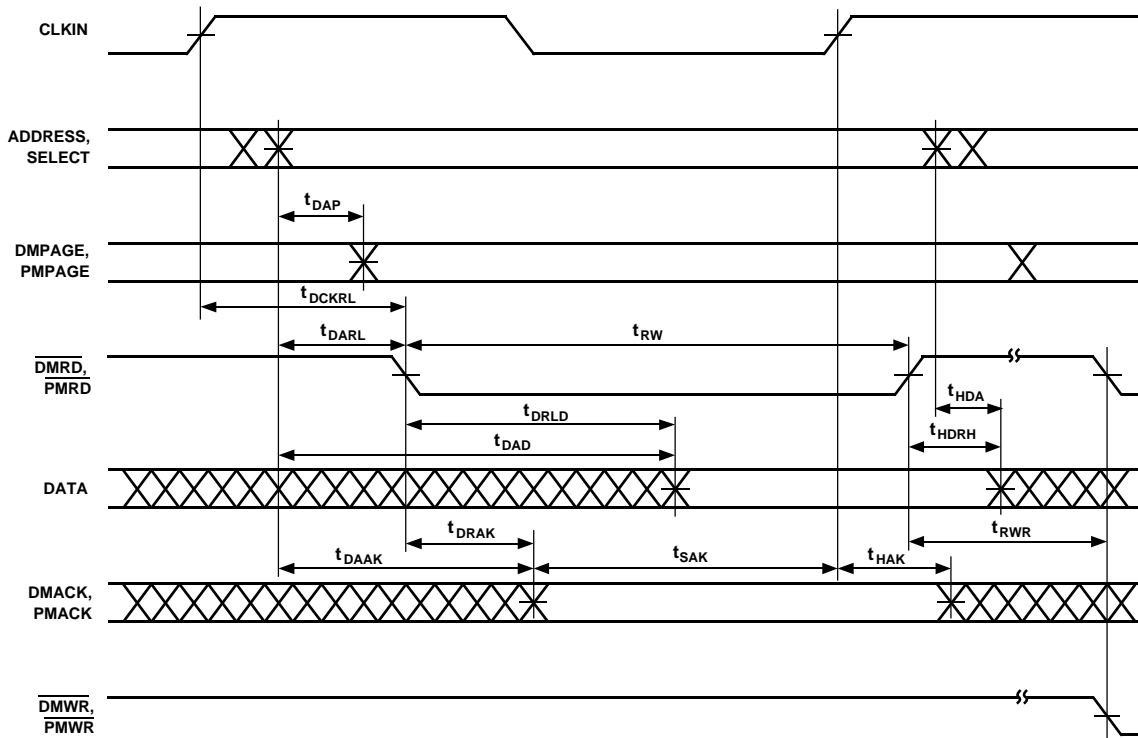 CLKIN
ADDRESS,
SELECT
tDAP
DMPAGE,
PMPAGE
tDCKRL
tDARL
tRW
DMRD,
PMRD
tHDA
tDRLD
tHDRH
tDAD
DATA
tDRAK
tRWR
tDAAK
tSAK
tHAK
DMACK,
PMACK
DMWR,
PMWR